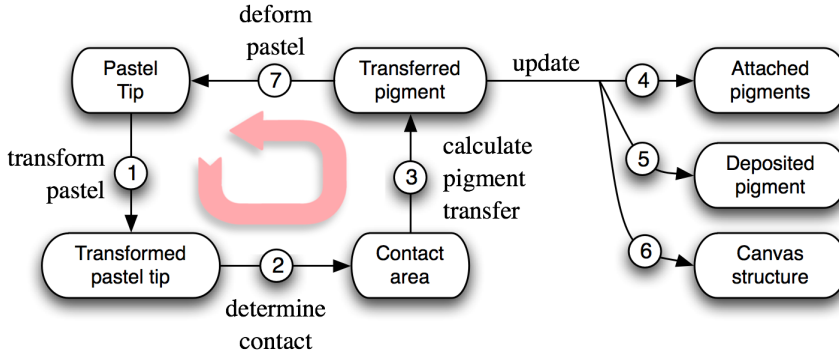 deform
pastel
Pastel
Tip
7
Transferred
pigment
update
4
Attached
pigments
transform
pastel
1
3
calculate
pigment
transfer
5
Deposited
pigment
Transformed
pastel tip
2
determine
contact
Contact
area
6
Canvas
structure